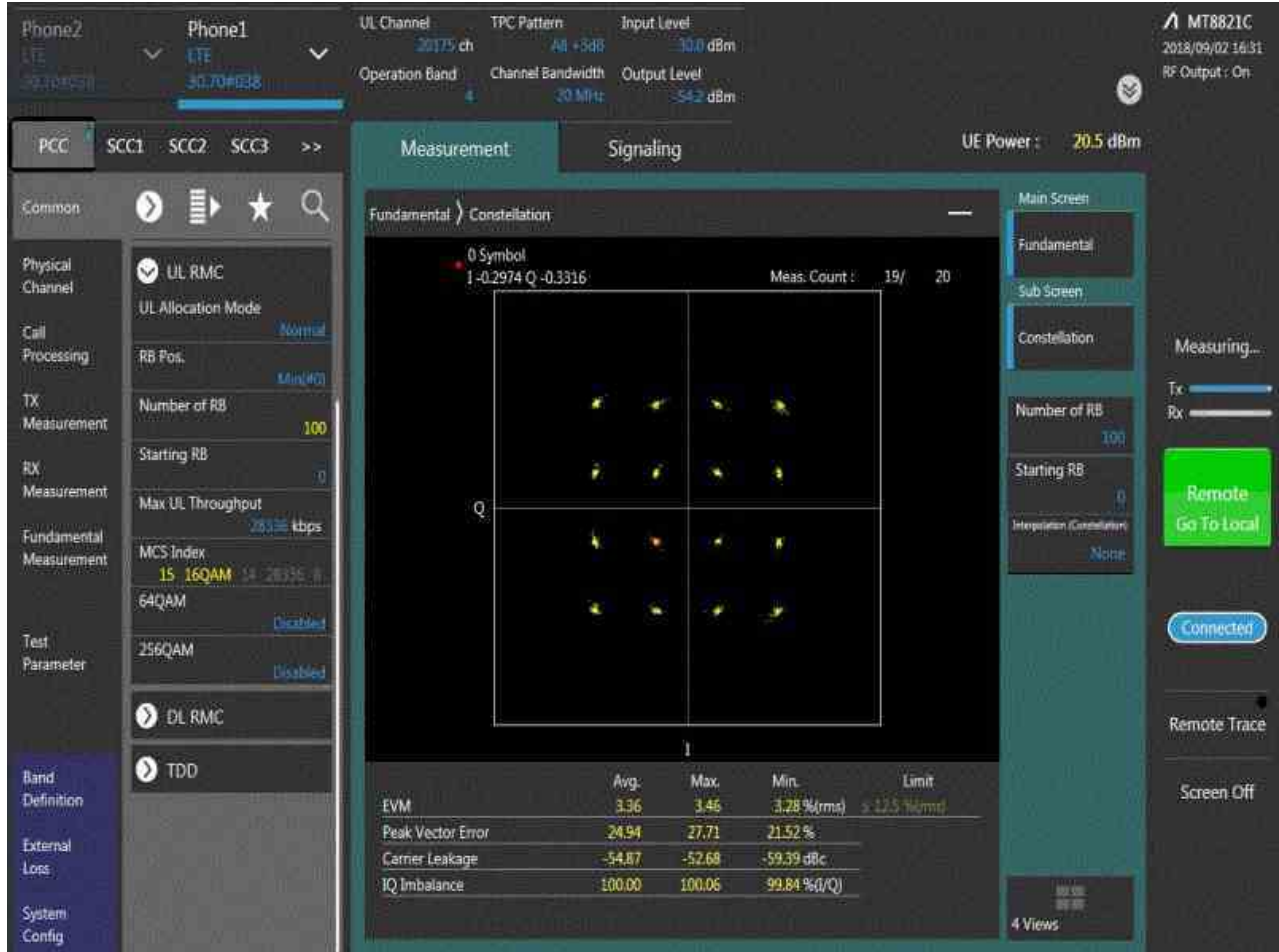 Phone2
LTE
30.70#038
Phone1
LTE
30.70#038
UL Channel
20175 ch
TPC Pattern
All +3dB
Input Level
30.0 dBm
Operation Band
4
Channel Bandwidth
20 MHz
Output Level
-54.2 dBm
MT8821C
2018/09/02 16:31
RF Output : On
PCC SCC1 SCC2 SCC3 >>
Measurement
Signaling
UE Power : 20.5 dBm
Common
Physical
Channel
Call
Processing
TX
Measurement
RX
Measurement
Fundamental
Measurement
Test
Parameter
Band
Definition
External
Loss
System
Config
UL RMC
UL Allocation Mode
Normal
RB Pos.
Min(#0)
Number of RB
100
Starting RB
0
Max UL Throughput
28336 kbps
MCS Index
15 16QAM 14 28336
64QAM
Disabled
256QAM
Disabled
DL RMC
TDD
Fundamental 〉 Constellation
0 Symbol
I -0.2974 Q -0.3316
Meas. Count : 19/ 20
Q
I
Avg. Max. Min. Limit
EVM 3.36 3.46 3.28 %(rms) ≤ 12.5 %(rms)
Peak Vector Error 24.94 27.71 21.52 %
Carrier Leakage -54.87 -52.68 -59.39 dBc
IQ Imbalance 100.00 100.06 99.84 %(I/Q)
Main Screen
Fundamental
Sub Screen
Constellation
Number of RB
100
Starting RB
0
Interpolation (Constellation)
None
4 Views
Measuring...
Tx
Rx
Remote
Go To Local
Connected
Remote Trace
Screen Off